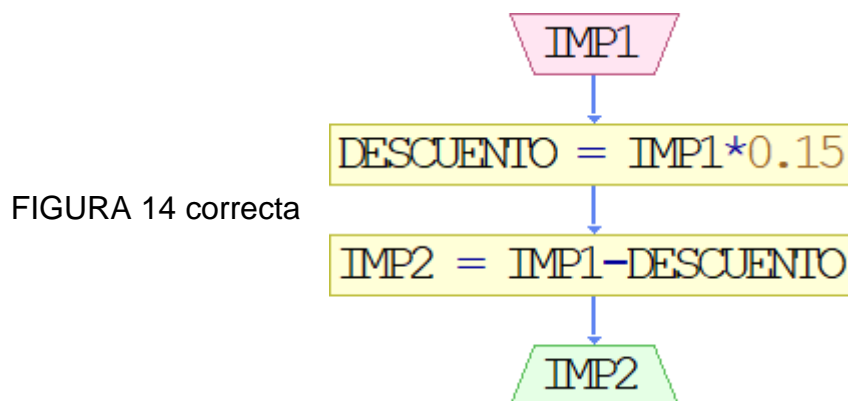 IMP1
DESCUENTO = IMP1*0.15
FIGURA 14 correcta
IMP2 = IMP1-DESCUENTO
IMP2